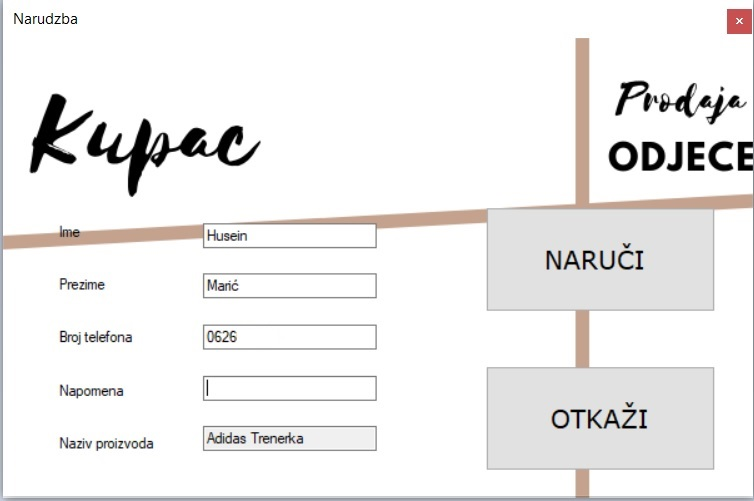 Narudzba
Kupac
Prodaja
ODJECE
Ime
Husein
Prezime
Marić
Broj telefona
0626
Napomena
Naziv proizvoda
Adidas Trenerka
NARUČI
OTKAŽI